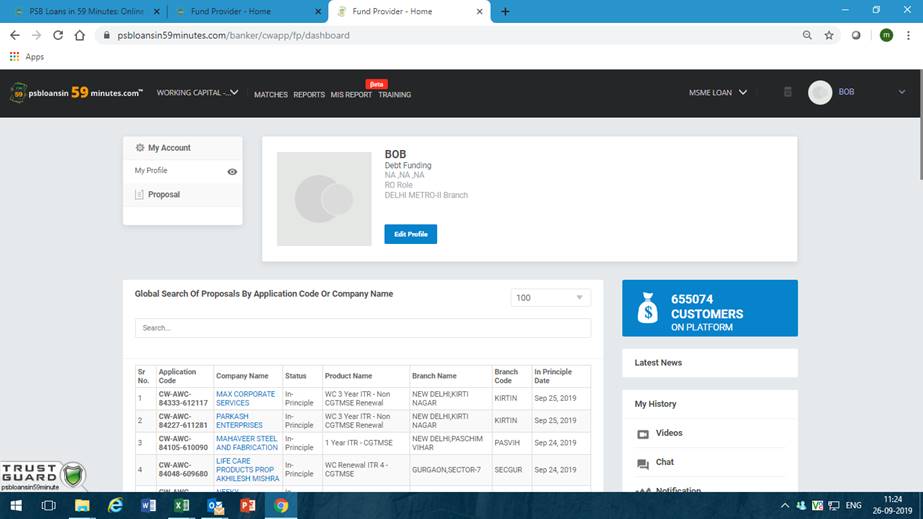 PSB Loans in 59 Minutes: Online
Fund Provider - Home
Fund Provider - Home
psbloansin59minutes.com/banker/cwapp/fp/dashboard
m
Apps
psbloansin 59 minutes.com™
WORKING CAPITAL -...
MATCHES REPORTS MIS REPORT TRAINING
Beta
MSME LOAN
BOB
My Account
My Profile
Proposal
BOB
Debt Funding
NA ,NA ,NA
RO Role
DELHI METRO-II Branch
Edit Profile
Global Search Of Proposals By Application Code Or Company Name
100
Search...
Sr No. Application Code Company Name Status Product Name Branch Name Branch Code In Principle Date
1 CW-AWC-84333-612117 MAX CORPORATE SERVICES In-Principle WC 3 Year ITR - Non CGTMSE Renewal NEW DELHI,KIRTI NAGAR KIRTIN Sep 25, 2019
2 CW-AWC-84227-611281 PARKASH ENTERPRISES In-Principle WC 3 Year ITR - Non CGTMSE Renewal NEW DELHI,KIRTI NAGAR KIRTIN Sep 25, 2019
3 CW-AWC-84105-610090 MAHAVEER STEEL AND FABRICATION In-Principle 1 Year ITR - CGTMSE NEW DELHI,PASCHIM VIHAR PASVIH Sep 24, 2019
4 CW-AWC-84048-609680 LIFE CARE PRODUCTS PROP AKHILESH MISHRA In-Principle WC Renewal ITR 4 - CGTMSE GURGAON,SECTOR-7 SECGUR Sep 24, 2019
CW-AWC-
655074
CUSTOMERS
ON PLATFORM
Latest News
My History
Videos
Chat
Notification
TRUST
GUARD
psbloansin59minute
ENG
11:24
26-09-2019